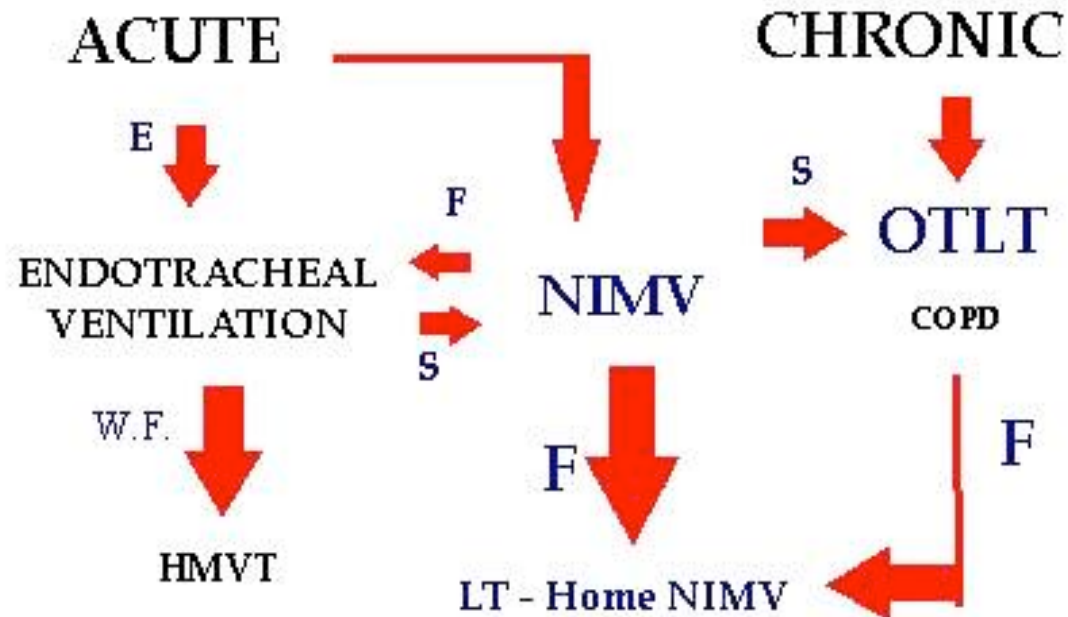 ACUTE
CHRONIC
E
S
F
OTLT
ENDOTRACHEAL
VENTILATION
NIMV
COPD
S
W.F.
F
F
HMVT
LT - Home NIMV